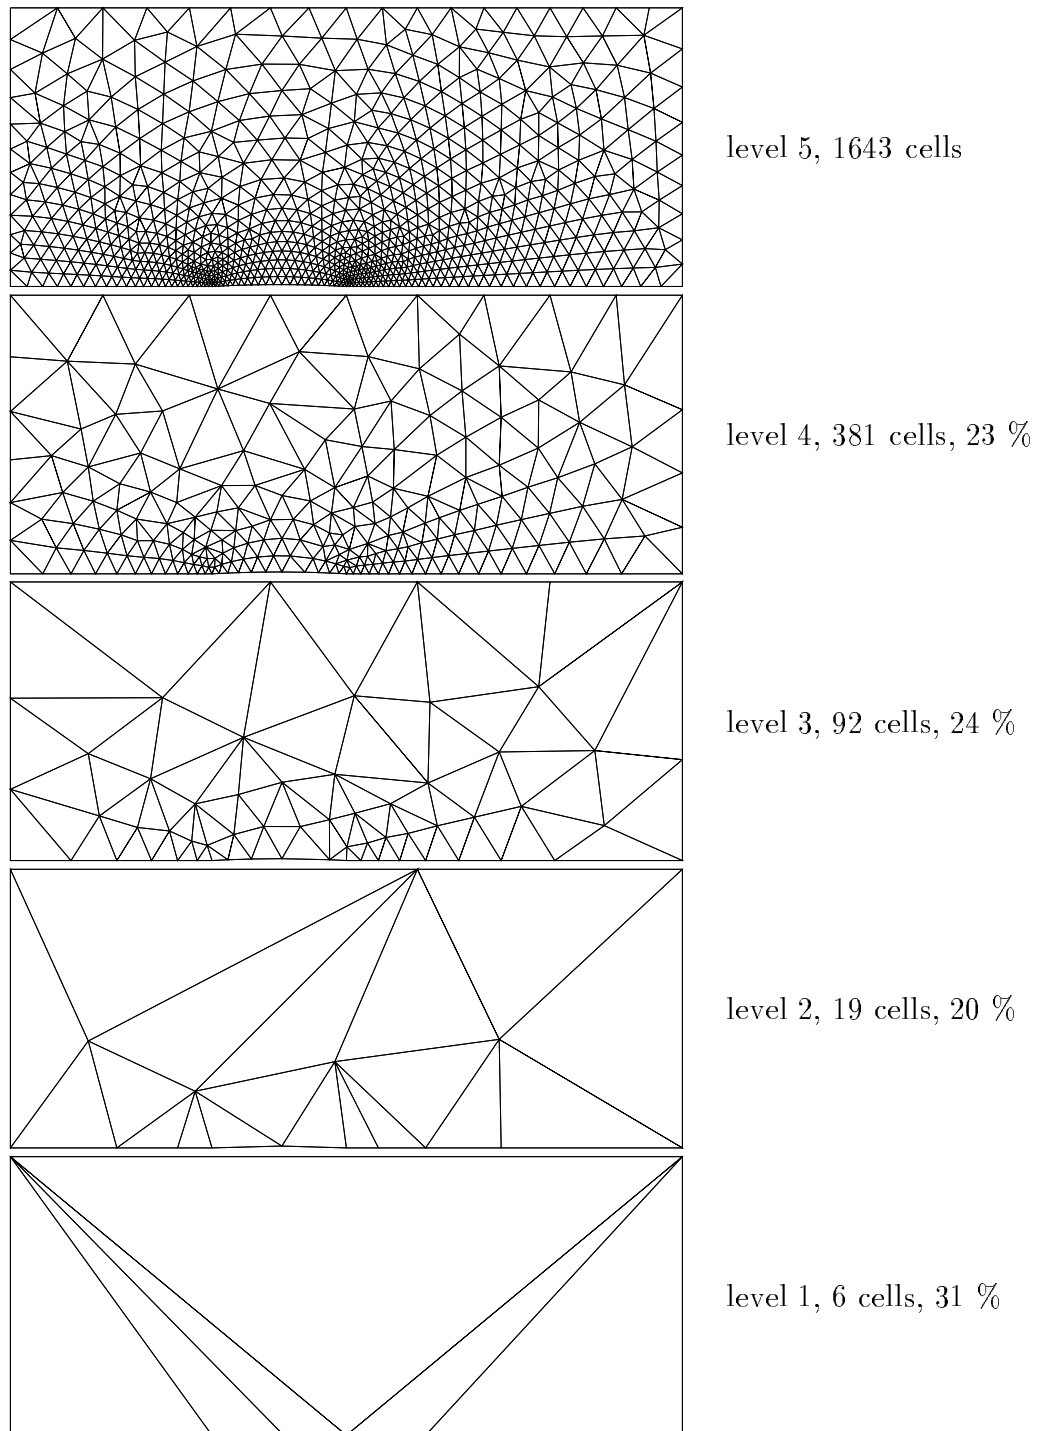 level 5, 1643 cells
level 4, 381 cells, 23 %
level 3, 92 cells, 24 %
level 2, 19 cells, 20 %
level 1, 6 cells, 31 %